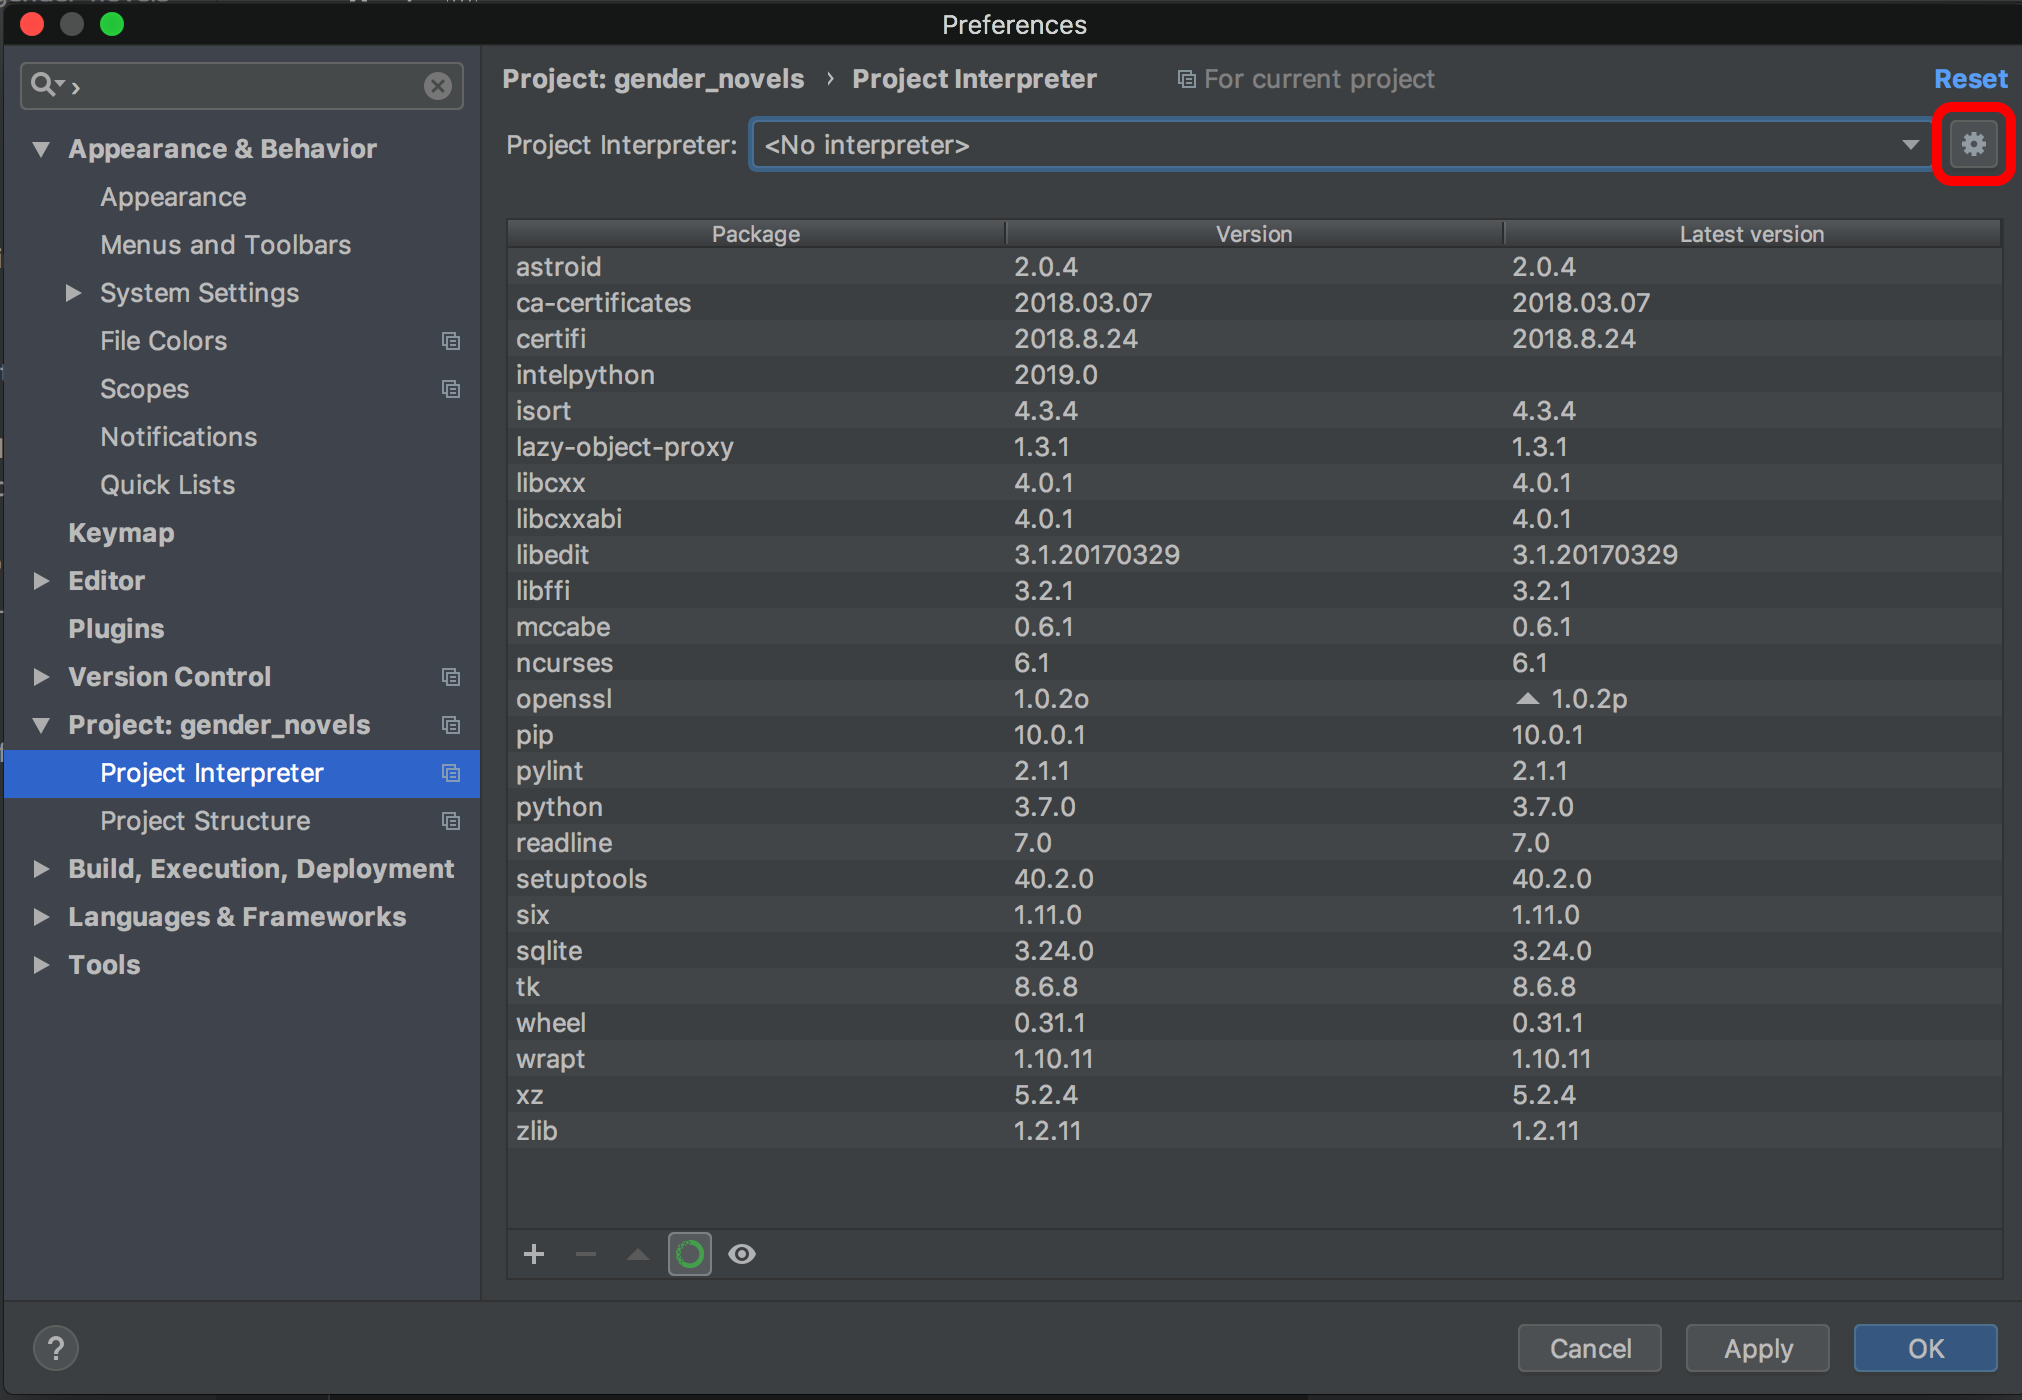 Preferences
›
Appearance & Behavior
Appearance
Menus and Toolbars
System Settings
File Colors
Scopes
Notifications
Quick Lists
Keymap
Editor
Plugins
Version Control
Project: gender_novels
Project Interpreter
Project Structure
Build, Execution, Deployment
Languages & Frameworks
Tools
Project: gender_novels › Project Interpreter For current project Reset
Project Interpreter: <No interpreter>
Package Version Latest version
astroid 2.0.4 2.0.4
ca-certificates 2018.03.07 2018.03.07
certifi 2018.8.24 2018.8.24
intelpython 2019.0
isort 4.3.4 4.3.4
lazy-object-proxy 1.3.1 1.3.1
libcxx 4.0.1 4.0.1
libcxxabi 4.0.1 4.0.1
libedit 3.1.20170329 3.1.20170329
libffi 3.2.1 3.2.1
mccabe 0.6.1 0.6.1
ncurses 6.1 6.1
openssl 1.0.2o 1.0.2p
pip 10.0.1 10.0.1
pylint 2.1.1 2.1.1
python 3.7.0 3.7.0
readline 7.0 7.0
setuptools 40.2.0 40.2.0
six 1.11.0 1.11.0
sqlite 3.24.0 3.24.0
tk 8.6.8 8.6.8
wheel 0.31.1 0.31.1
wrapt 1.10.11 1.10.11
xz 5.2.4 5.2.4
zlib 1.2.11 1.2.11
? Cancel Apply OK